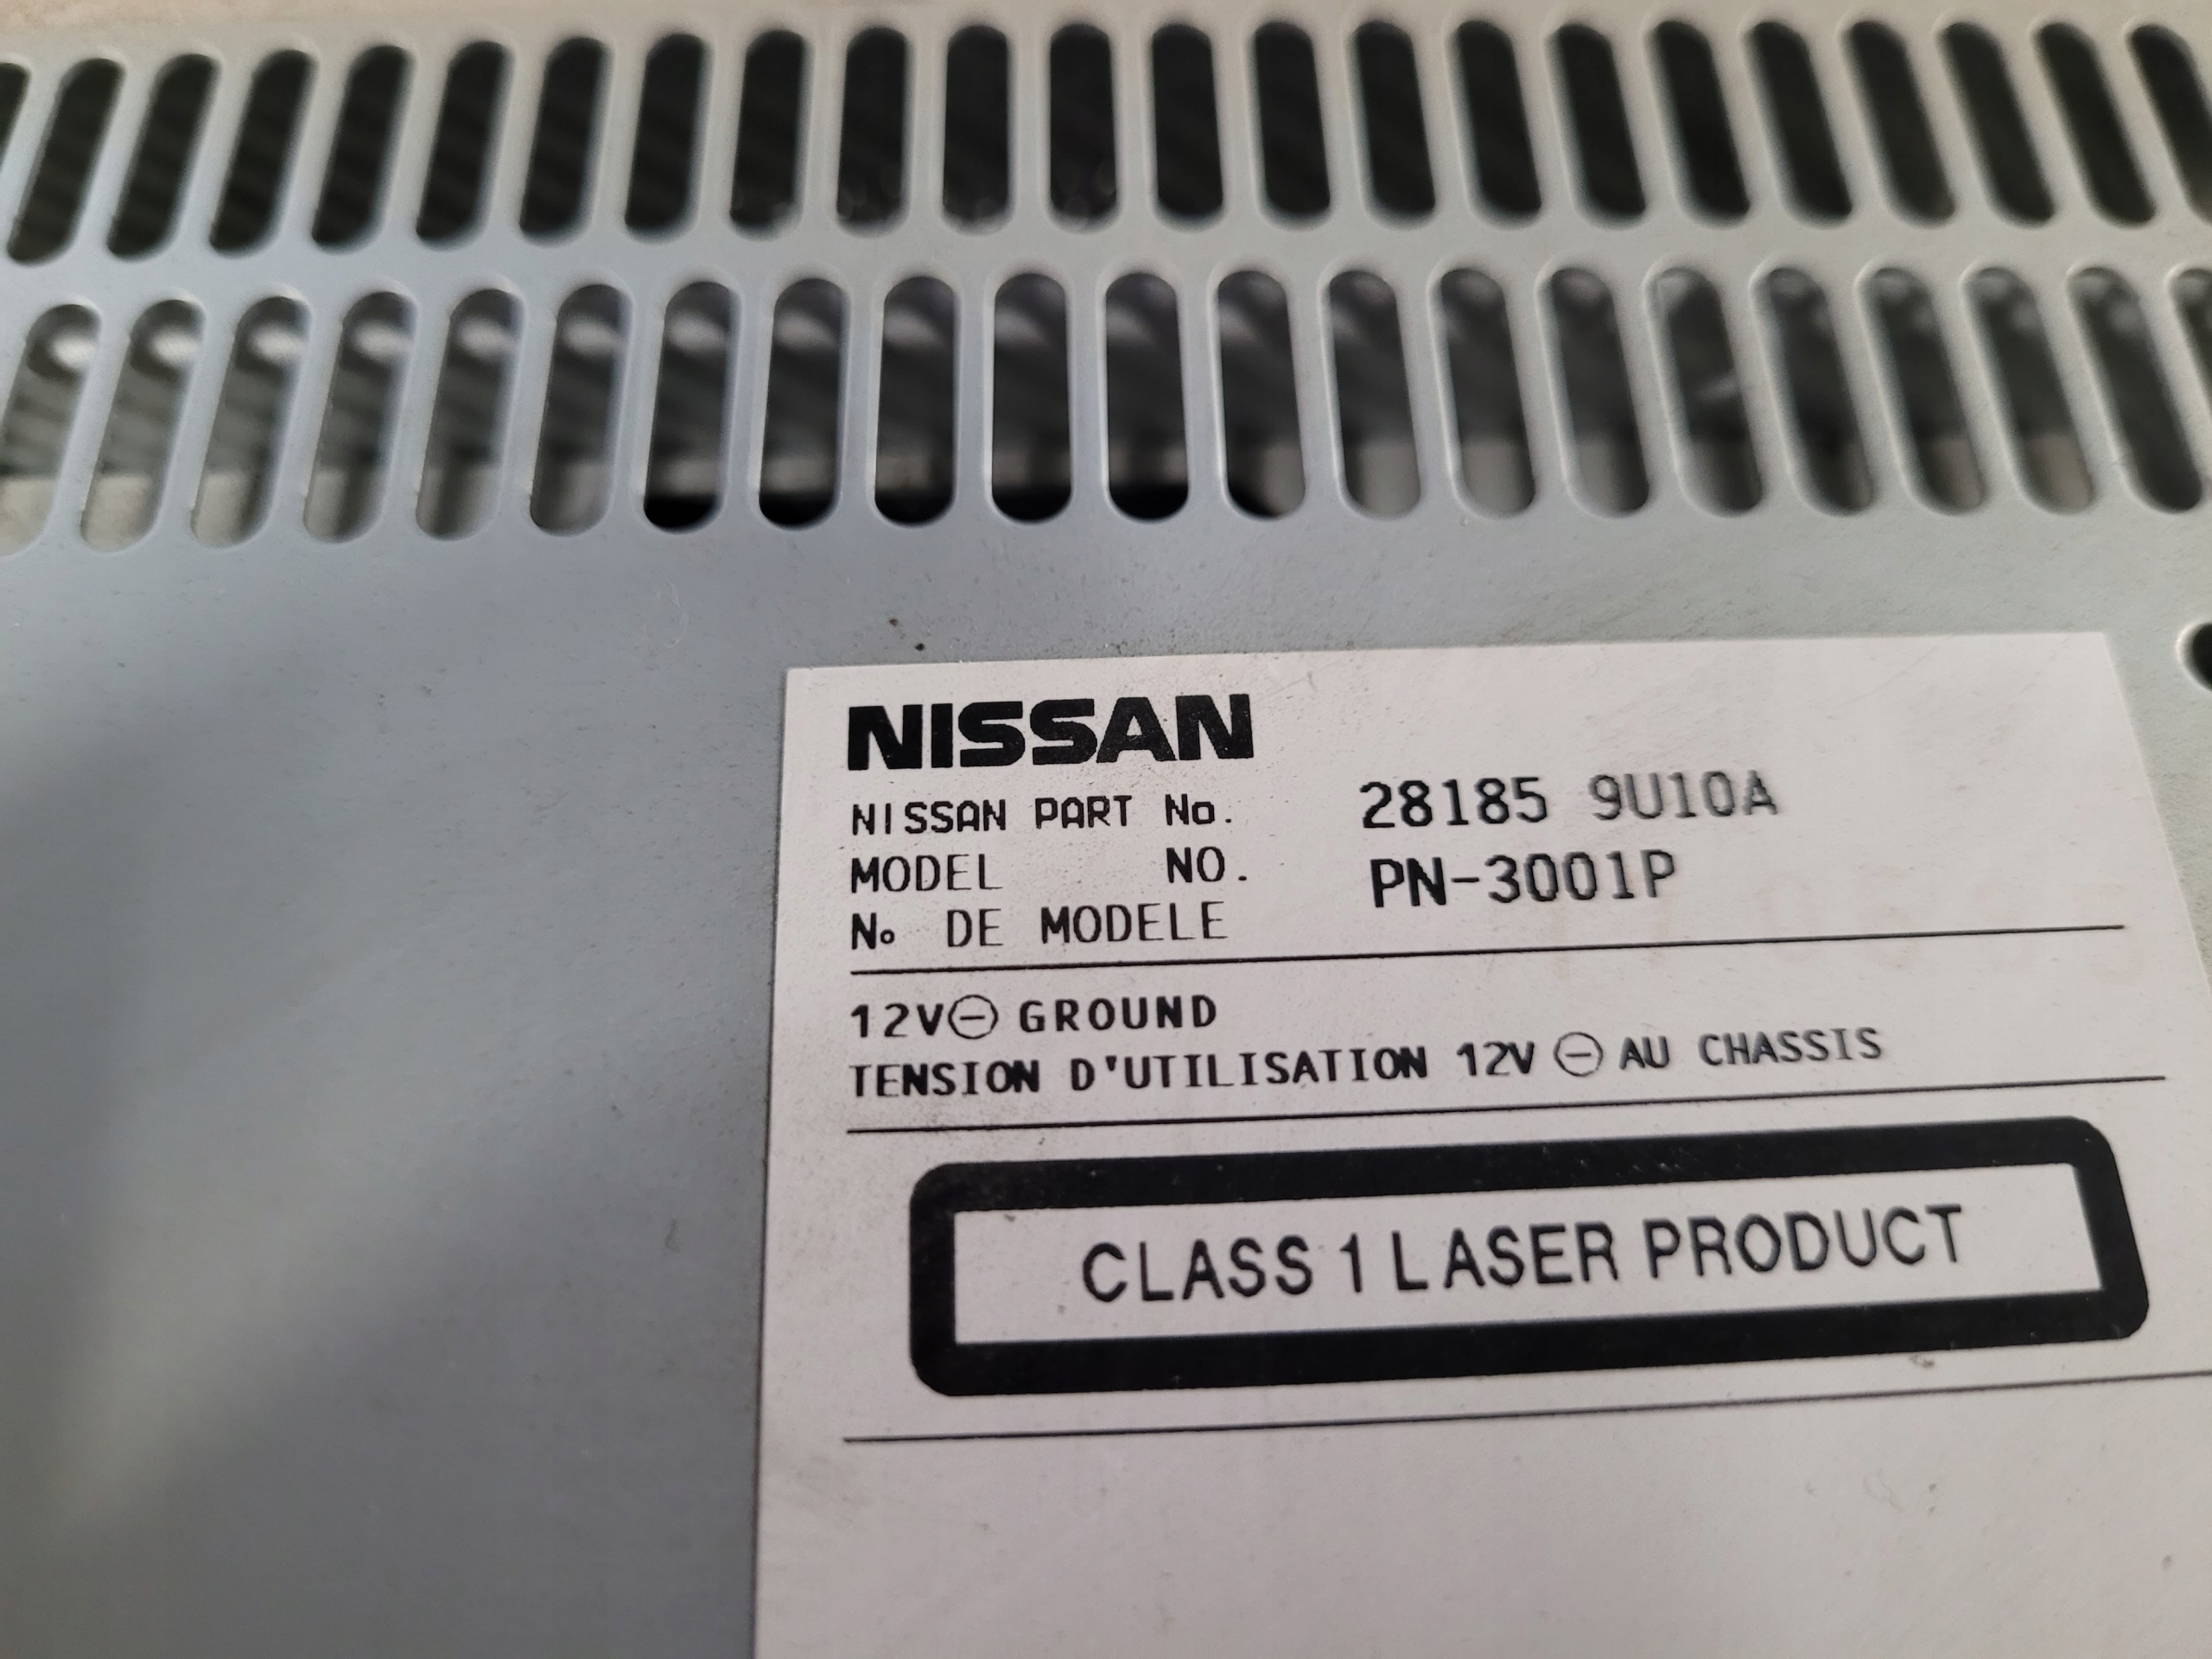 NISSAN
NISSAN PART No. 28185 9U10A
MODEL NO. PN-3001P
No DE MODELE
12V⊖ GROUND
TENSION D'UTILISATION 12V ⊖ AU CHASSIS
CLASS 1 LASER PRODUCT